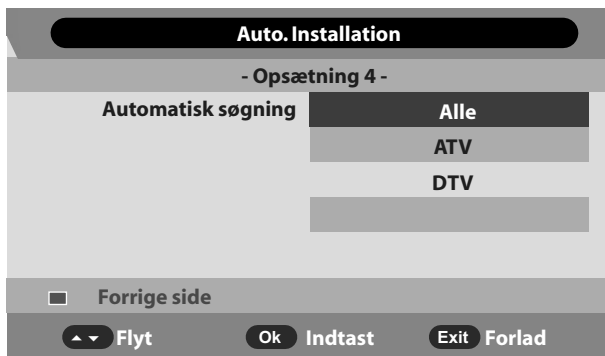 Auto. Installation
- Opsætning 4 -
Automatisk søgning Alle
ATV
DTV
Forrige side
Flyt Ok Indtast Exit Forlad